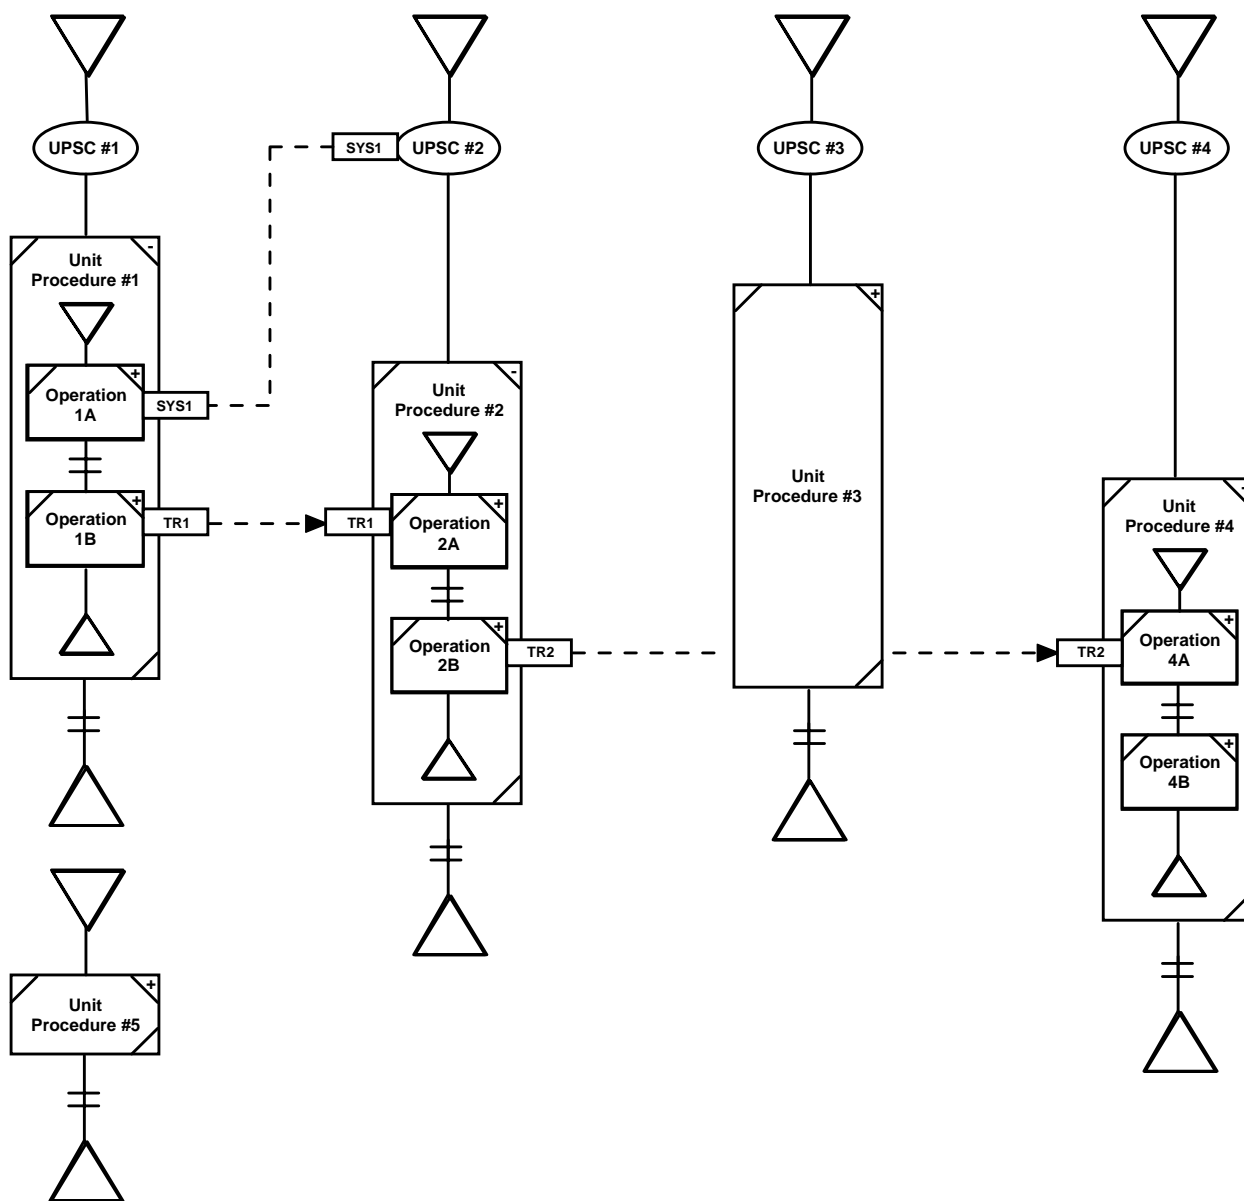 UPSC #1
SYS1
UPSC #2
UPSC #3
UPSC #4
-
Unit
Procedure #1
+
Operation
1A
SYS1
+
Operation
1B
TR1
-
Unit
Procedure #2
TR1
+
Operation
2A
+
Operation
2B
TR2
+
Unit
Procedure #3
-
Unit
Procedure #4
TR2
+
Operation
4A
+
Operation
4B
+
Unit
Procedure #5